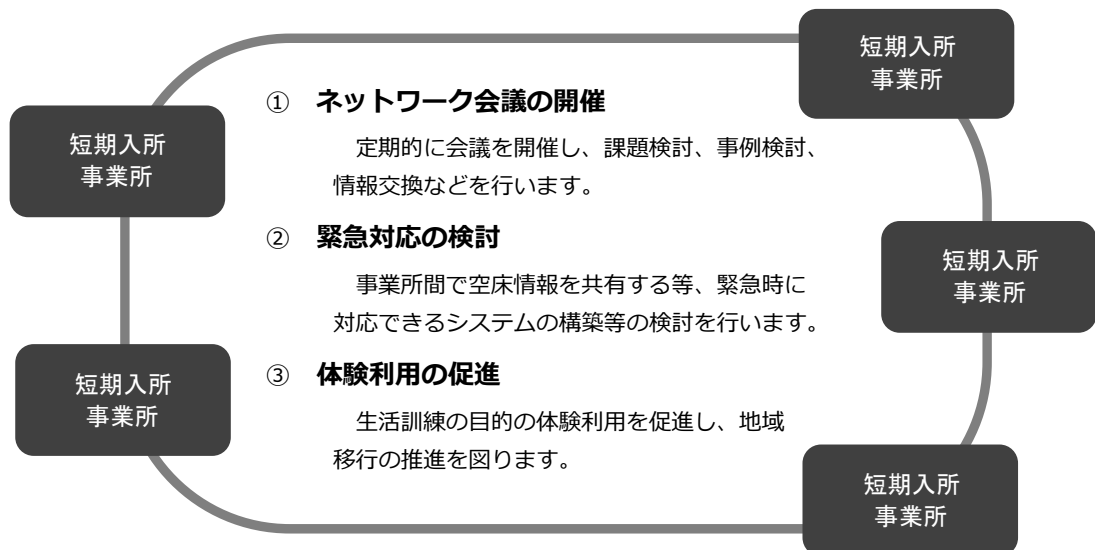 短期入所
事業所
短期入所
事業所
① ネットワーク会議の開催
定期的に会議を開催し、課題検討、事例検討、
情報交換などを行います。
② 緊急対応の検討
事業所間で空床情報を共有する等、緊急時に
対応できるシステムの構築等の検討を行います。
短期入所
事業所
③ 体験利用の促進
生活訓練の目的の体験利用を促進し、地域
移行の推進を図ります。
短期入所
事業所
短期入所
事業所